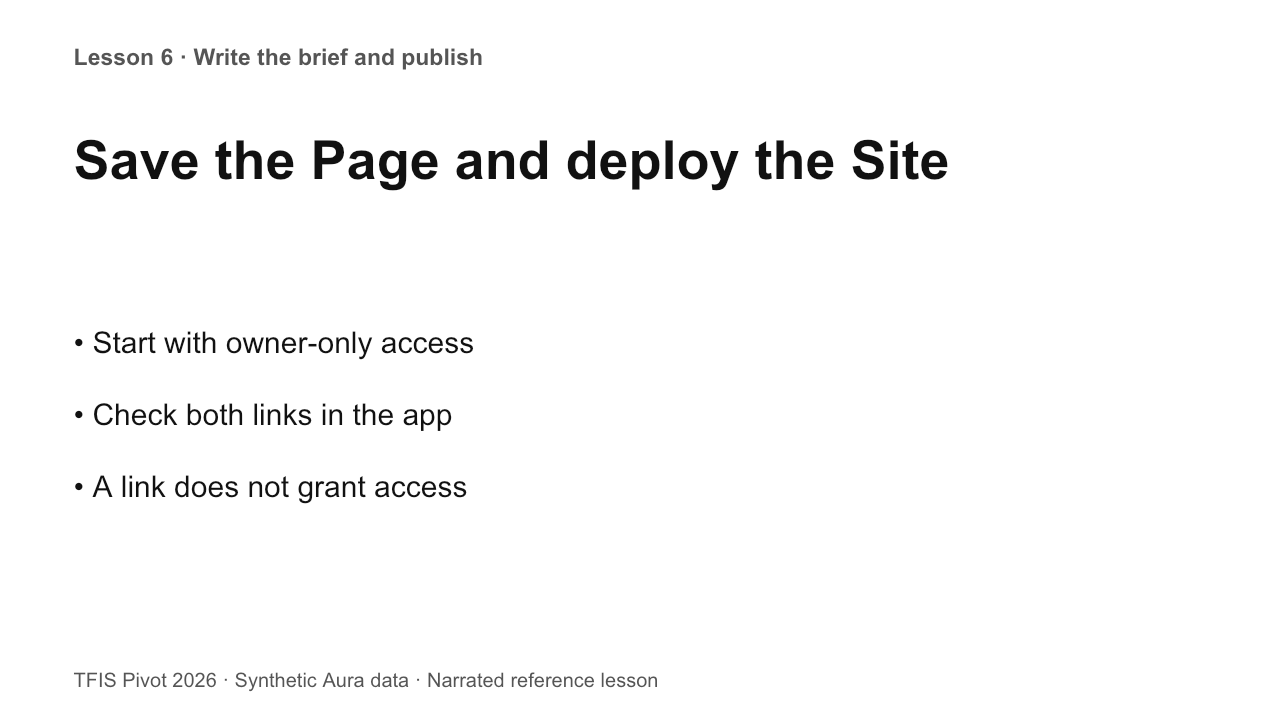 Lesson 6 · Write the brief and publish
Save the Page and deploy the Site
• Start with owner-only access
• Check both links in the app
• A link does not grant access
TFIS Pivot 2026 · Synthetic Aura data · Narrated reference lesson